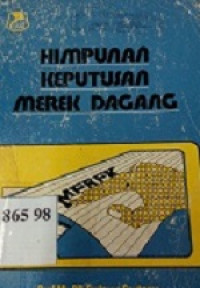 HIMPUNAN
KEPUTUSAN
MEREK DAGANG
MEREK
865 98